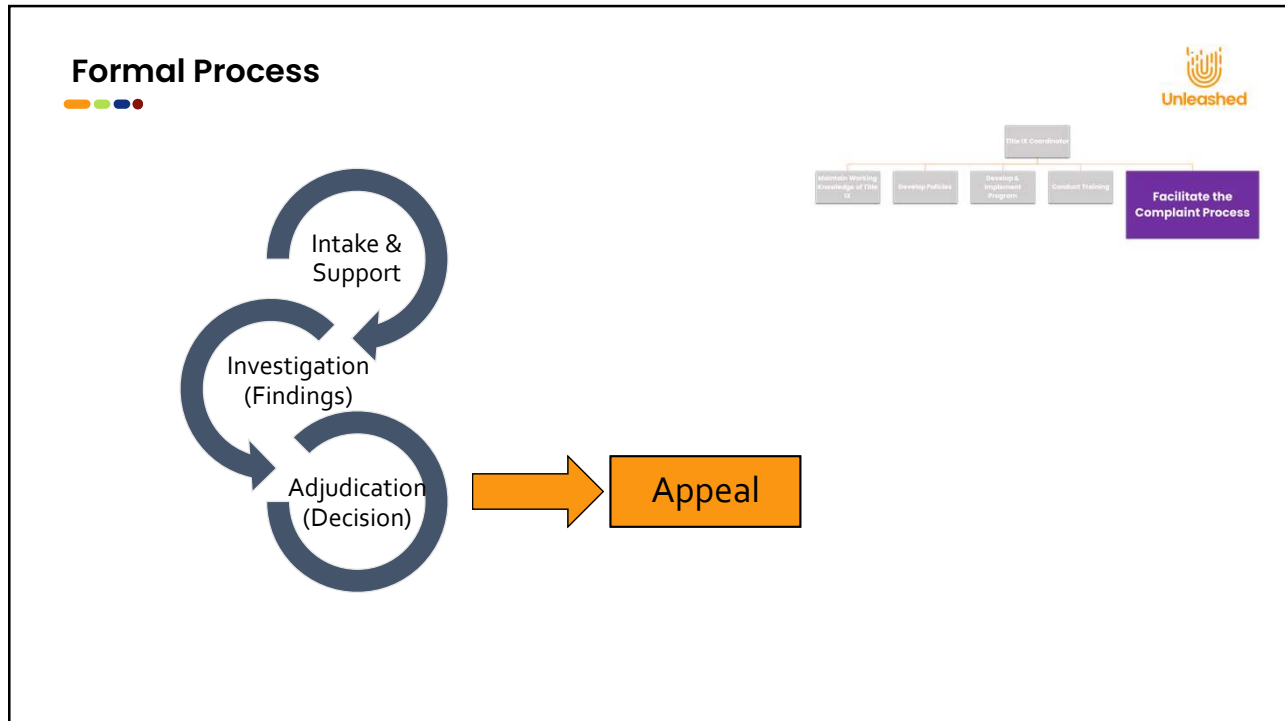 Formal Process
Unleashed
Title IX Coordinator
Maintain Working
Knowledge of Title
IX
Develop Policies
Develop &
Implement
Program
Conduct Training
Facilitate the
Complaint Process
Intake &
Support
Investigation
(Findings)
Adjudication
(Decision)
Appeal